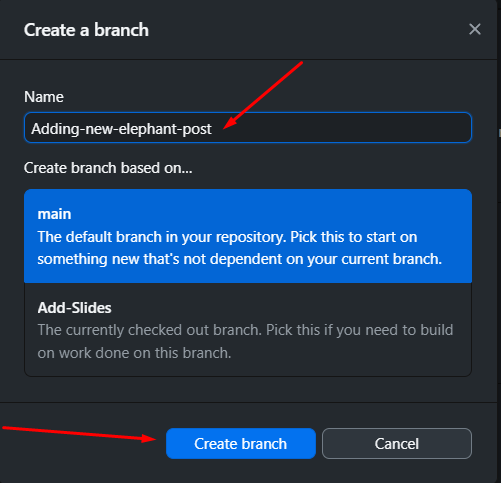 Create a branch
Name
Adding-new-elephant-post
Create branch based on...
main
The default branch in your repository. Pick this to start on
something new that's not dependent on your current branch.
Add-Slides
The currently checked out branch. Pick this if you need to build
on work done on this branch.
Create branch
Cancel